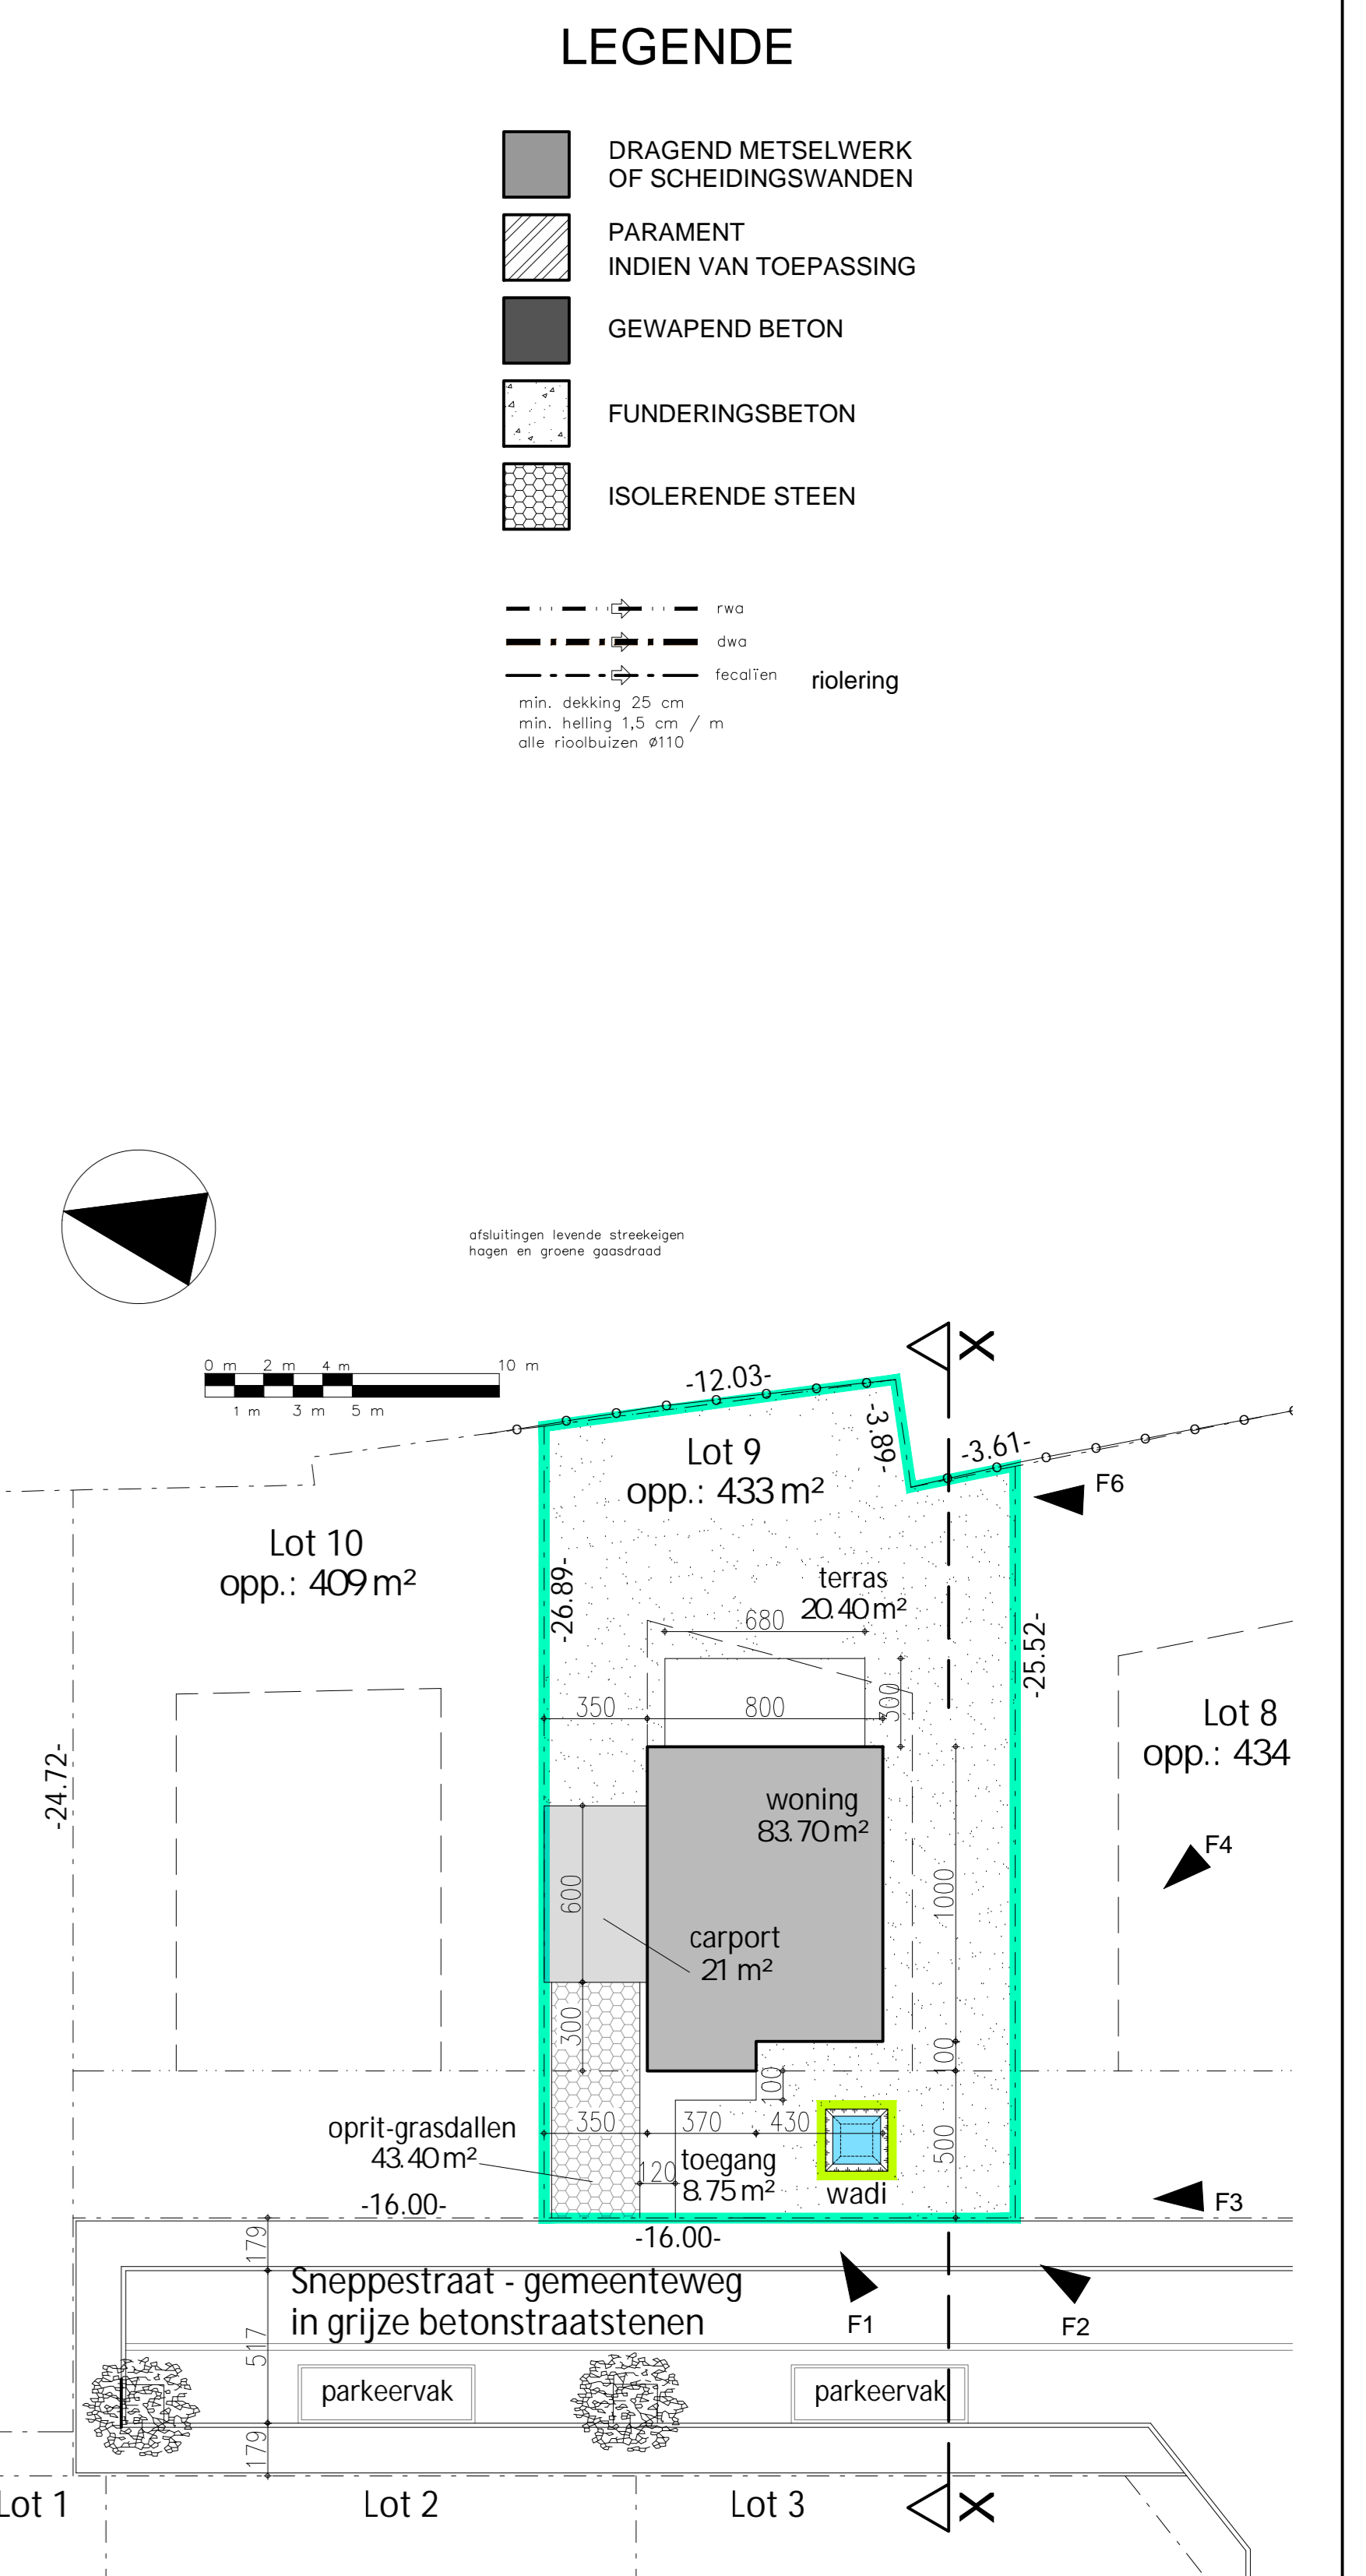 LEGENDE
DRAGEND METSELWERK
OF SCHEIDINGSWANDEN
PARAMENT
INDIEN VAN TOEPASSING
GEWAPEND BETON
FUNDERINGSBETON
ISOLERENDE STEEN
rwa
dwa
fecalïen
riolering
min. dekking 25 cm
min. helling 1,5 cm / m
alle rioolbuizen ø110
afsluitingen levende streekeigen
hagen en groene gaasdraad
0 m 2 m 4 m 10 m
1 m 3 m 5 m
X
-12.03-
-3.89-
-3.61-
Lot 9
opp.: 433 m²
F6
Lot 10
opp.: 409 m²
-26.89-
terras
20.40 m²
680
-25.52-
350
800
300
Lot 8
opp.: 434
-24.72-
woning
83.70 m²
F4
600
1000
carport
21 m²
300
100
100
oprit-grasdallen
43.40 m²
350
370
430
500
120
toegang
8.75 m²
wadi
F3
-16.00-
-16.00-
179
Sneppestraat - gemeenteweg
in grijze betonstraatstenen
517
F1
F2
parkeervak
parkeervak
179
Lot 1
Lot 2
Lot 3
X